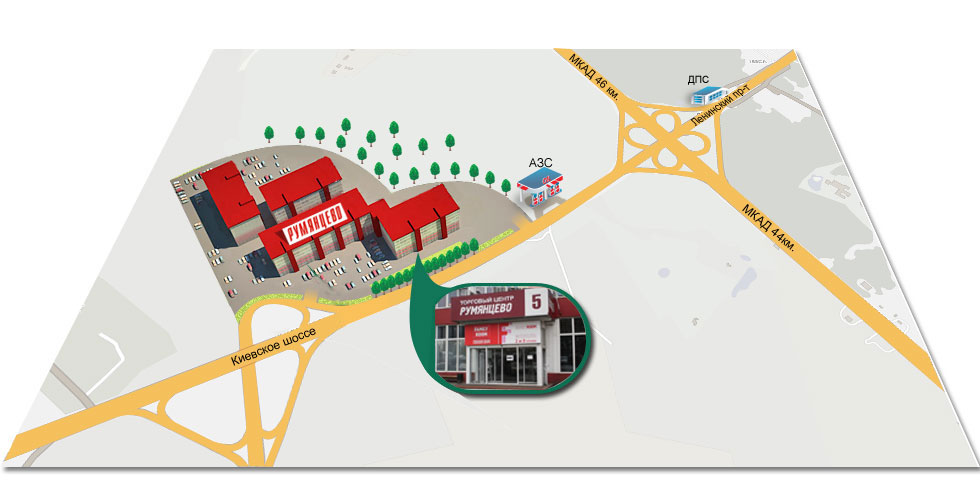 МКАД 46 км.
ДПС
Ленинский пр-т
АЗС
РУМЯНЦЕВО
МКАД 44км.
ТОРГОВЫЙ ЦЕНТР
РУМЯНЦЕВО
5
Киевское шоссе